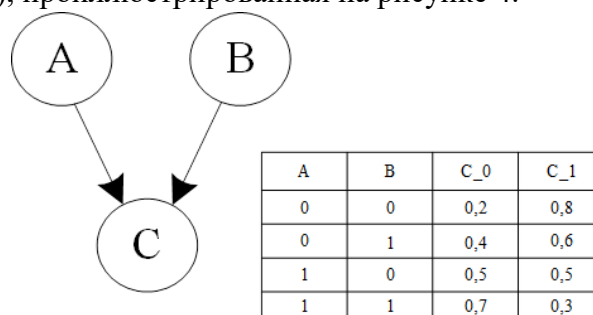 проиллюстрированная на рисунке 4.
A B
C
A B C_0 C_1
0 0 0,2 0,8
0 1 0,4 0,6
1 0 0,5 0,5
1 1 0,7 0,3